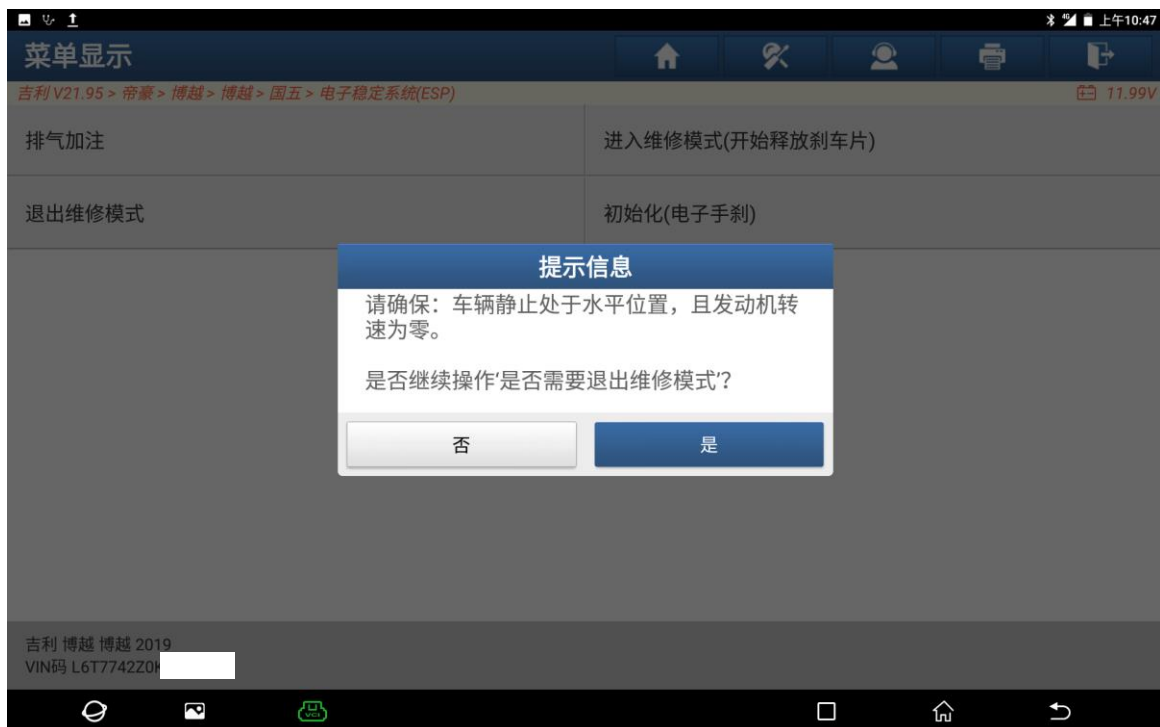 4G 上午10:47
菜单显示
吉利 V21.95 > 帝豪 > 博越 > 博越 > 国五 > 电子稳定系统(ESP) 11.99V
排气加注 进入维修模式(开始释放刹车片)
退出维修模式 初始化(电子手刹)
提示信息
请确保：车辆静止处于水平位置，且发动机转
速为零。
是否继续操作'是否需要退出维修模式'？
否 是
吉利 博越 博越 2019
VIN码 L6T7742Z0
VCI